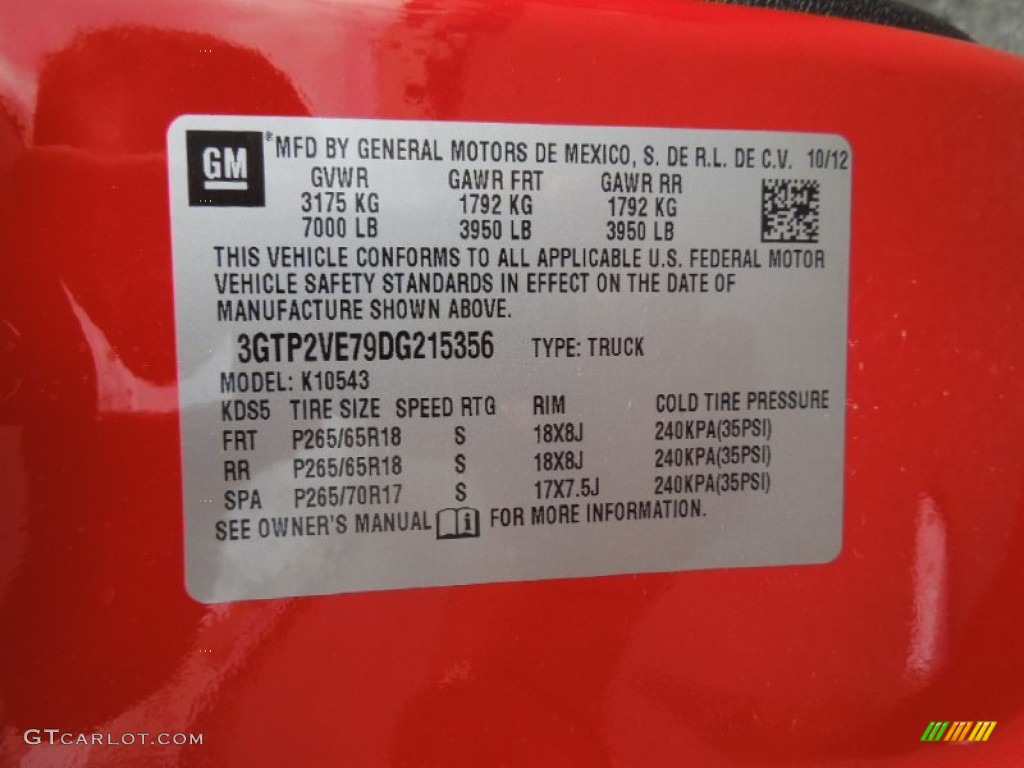 GM
*MFD BY GENERAL MOTORS DE MEXICO, S. DE R.L. DE C.V. 10/12
GVWR GAWR FRT GAWR RR
3175 KG 1792 KG 1792 KG
7000 LB 3950 LB 3950 LB
THIS VEHICLE CONFORMS TO ALL APPLICABLE U.S. FEDERAL MOTOR
VEHICLE SAFETY STANDARDS IN EFFECT ON THE DATE OF
MANUFACTURE SHOWN ABOVE.
3GTP2VE79DG215356 TYPE: TRUCK
MODEL: K10543
KDS5 TIRE SIZE SPEED RTG RIM COLD TIRE PRESSURE
FRT P265/65R18 S 18X8J 240KPA(35PSI)
RR P265/65R18 S 18X8J 240KPA(35PSI)
SPA P265/70R17 S 17X7.5J 240KPA(35PSI)
SEE OWNER'S MANUAL i FOR MORE INFORMATION.
GTCARLOT.COM